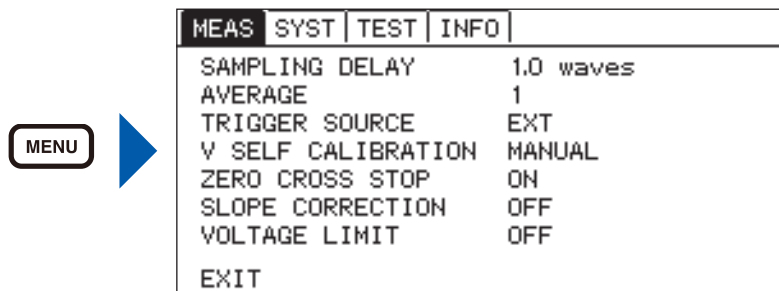 MENU
MEAS SYST TEST INFO
SAMPLING DELAY 1.0 waves
AVERAGE 1
TRIGGER SOURCE EXT
V SELF CALIBRATION MANUAL
ZERO CROSS STOP ON
SLOPE CORRECTION OFF
VOLTAGE LIMIT OFF
EXIT